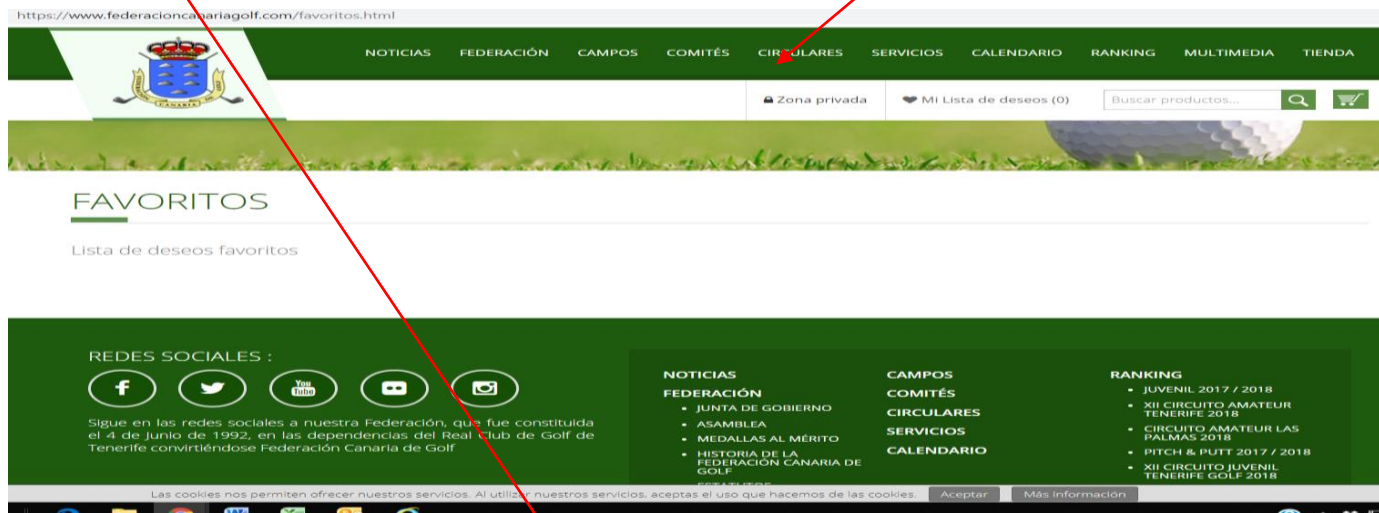 https://www.federacioncanariagolf.com/favoritos.html
NOTICIAS FEDERACIÓN CAMPOS COMITÉS CIRCULARES SERVICIOS CALENDARIO RANKING MULTIMEDIA TIENDA
Zona privada Mi Lista de deseos (0) Buscar productos...
FAVORITOS
Lista de deseos favoritos
REDES SOCIALES :
You
Tube
Sigue en las redes sociales a nuestra Federación, que fue constituida
el 4 de Junio de 1992, en las dependencias del Real Club de Golf de
Tenerife convirtiéndose Federación Canaria de Golf
NOTICIAS
FEDERACIÓN
JUNTA DE GOBIERNO
ASAMBLEA
MEDALLAS AL MÉRITO
HISTORIA DE LA
FEDERACIÓN CANARIA DE
GOLF
CAMPOS
COMITÉS
CIRCULARES
SERVICIOS
CALENDARIO
RANKING
JUVENIL 2017 / 2018
XII CIRCUITO AMATEUR
TENERIFE 2018
CIRCUITO AMATEUR LAS
PALMAS 2018
PITCH & PUTT 2017 / 2018
XII CIRCUITO JUVENIL
TENERIFE GOLF 2018
Las cookies nos permiten ofrecer nuestros servicios. Al utilizar nuestros servicios, aceptas el uso que hacemos de las cookies. Aceptar Más información